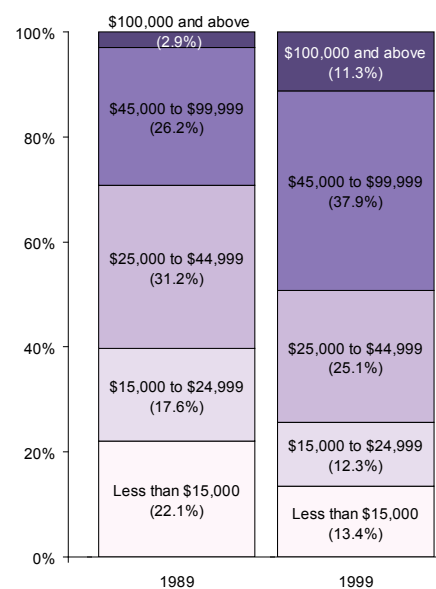 $100,000 and above
(2.9%)
$45,000 to $99,999
(26.2%)
$25,000 to $44,999
(31.2%)
$15,000 to $24,999
(17.6%)
Less than $15,000
(22.1%)
$100,000 and above
(11.3%)
$45,000 to $99,999
(37.9%)
$25,000 to $44,999
(25.1%)
$15,000 to $24,999
(12.3%)
Less than $15,000
(13.4%)
100%
80%
60%
40%
20%
0%
1989
1999